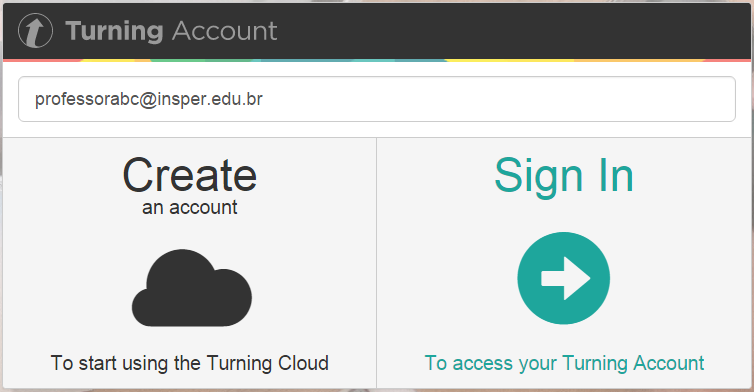 Turning Account
professorabc@insper.edu.br
Create
an account
To start using the Turning Cloud
Sign In
To access your Turning Account